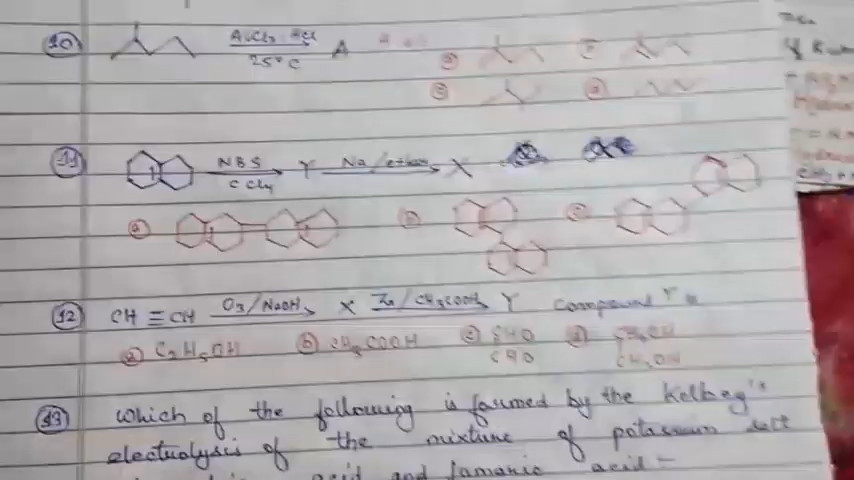 10 AlCl3 HCl A
25°C
11 NBS Y Na/ether X
CCl4
a b c
12 CH ≡ CH O3/NaOH X Zn/CH3COOH Y Compound Y is
a C2H5OH b CH3COOH c CHO d CH2OH
CHO CH2OH
13 Which of the following is formed by the Kolbey's
electrolysis of the mixture of potassium salt
acid and famaric acid :-